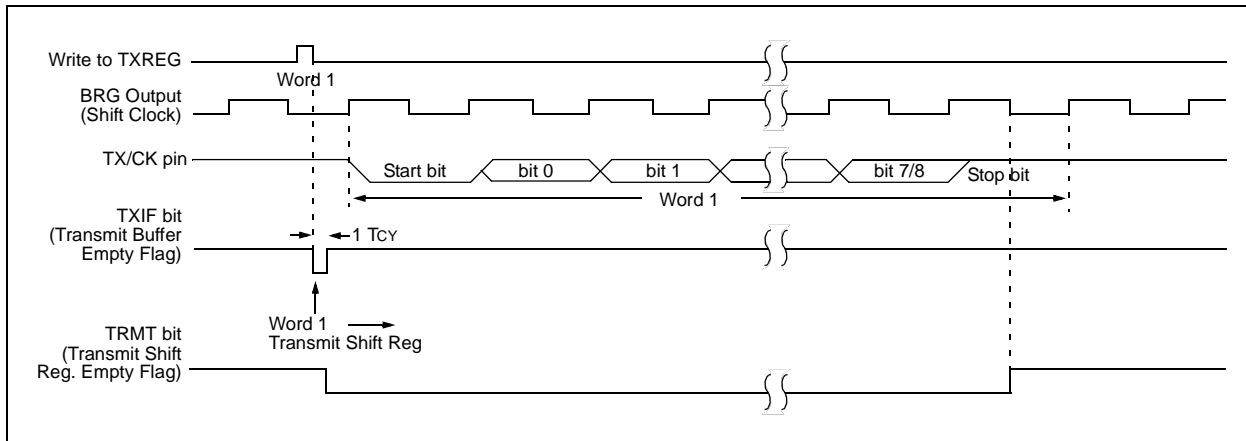 Write to TXREG
Word 1
BRG Output
(Shift Clock)
TX/CK pin
Start bit
bit 0
bit 1
bit 7/8
Stop bit
Word 1
TXIF bit
(Transmit Buffer
Empty Flag)
1 TCY
Word 1
Transmit Shift Reg
TRMT bit
(Transmit Shift
Reg. Empty Flag)